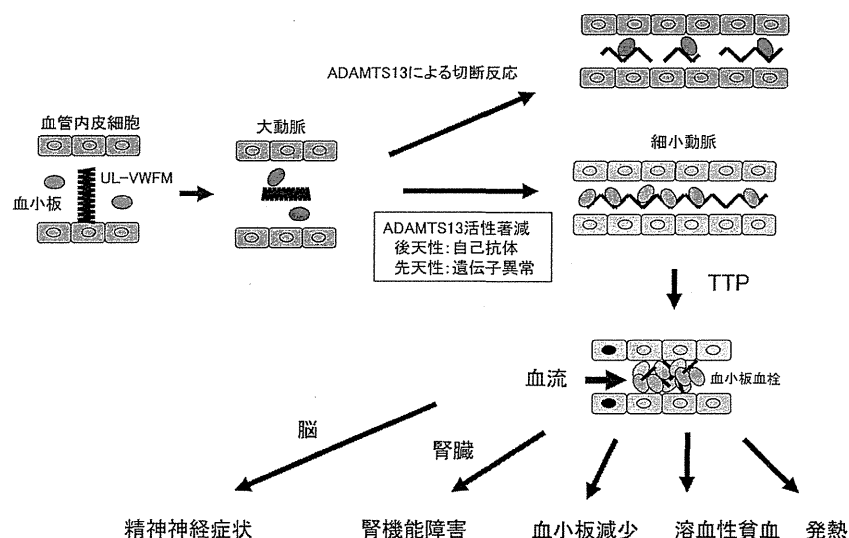 ADAMTS13による切断反応
血管内皮細胞
大動脈
細小動脈
UL-VWFM
血小板
ADAMTS13活性著減
後天性:自己抗体
先天性:遺伝子異常
TTP
血流
血小板血栓
脳
腎臓
精神神経症状
腎機能障害
血小板減少
溶血性貧血
発熱